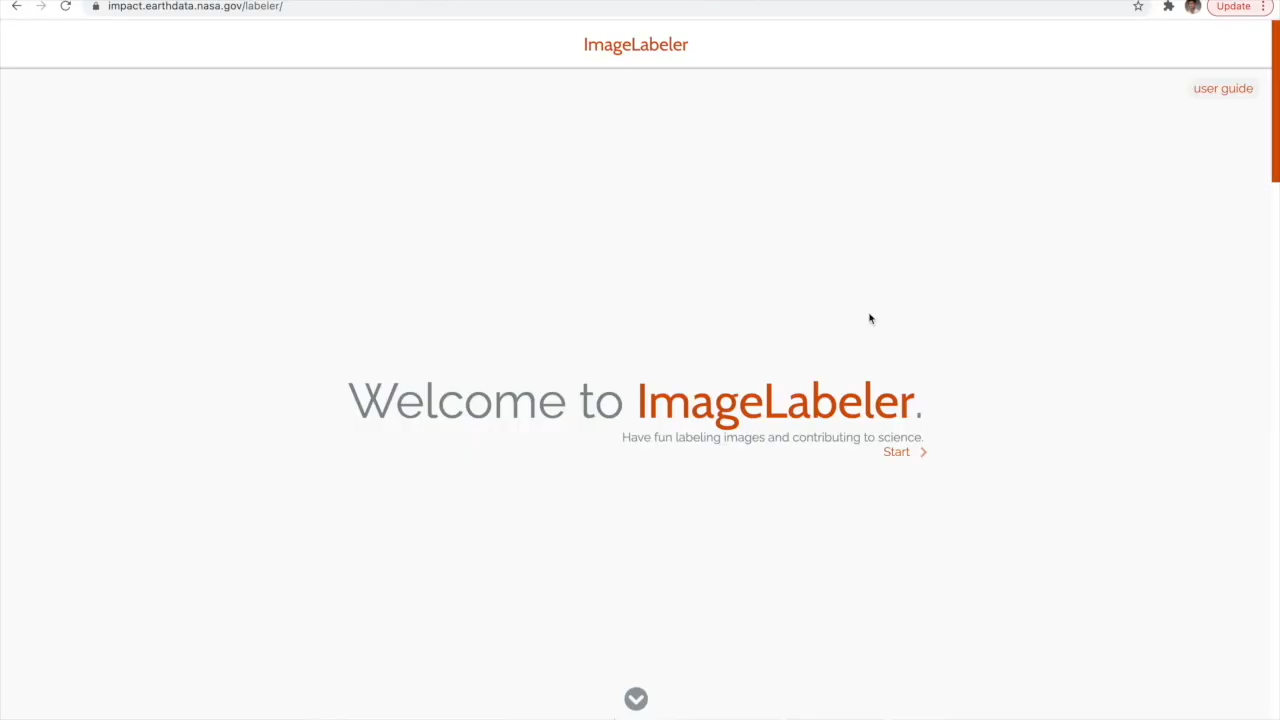 impact.earthdata.nasa.gov/labeler/
Update
ImageLabeler
user guide
Welcome to ImageLabeler.
Have fun labeling images and contributing to science.
Start